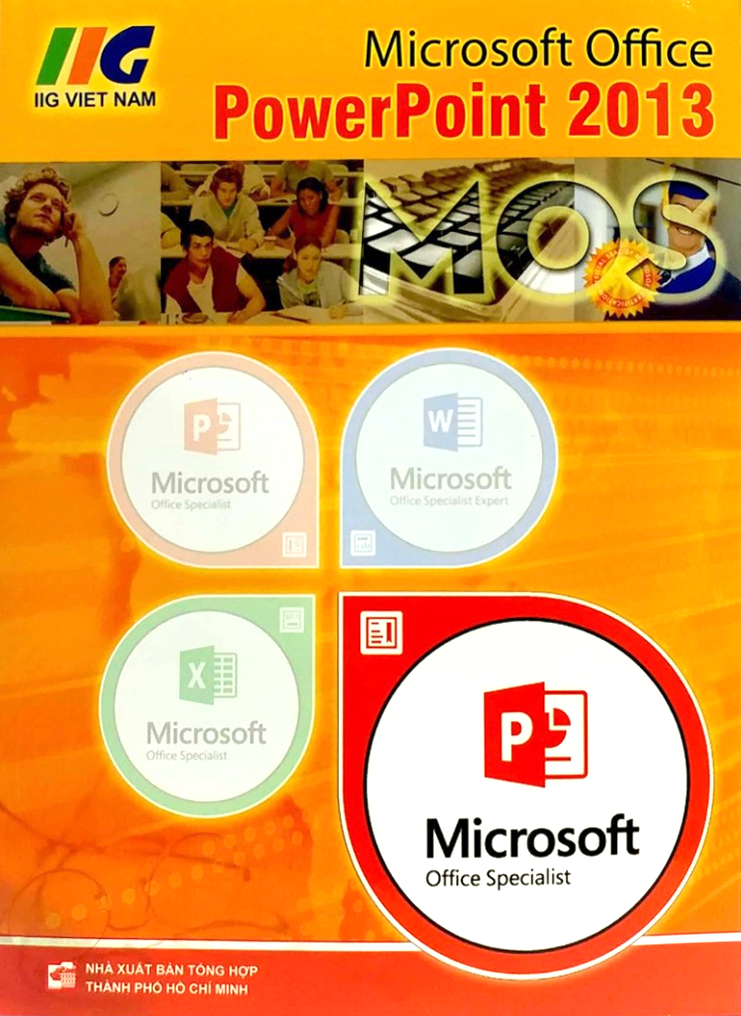 IIG
IIG VIET NAM
Microsoft Office
PowerPoint 2013
MOS
P
Microsoft
Office Specialist
W
Microsoft
Office Specialist Expert
X
Microsoft
Office Specialist
P
Microsoft
Office Specialist
NHÀ XUẤT BẢN TỔNG HỢP
THÀNH PHỐ HỒ CHÍ MINH